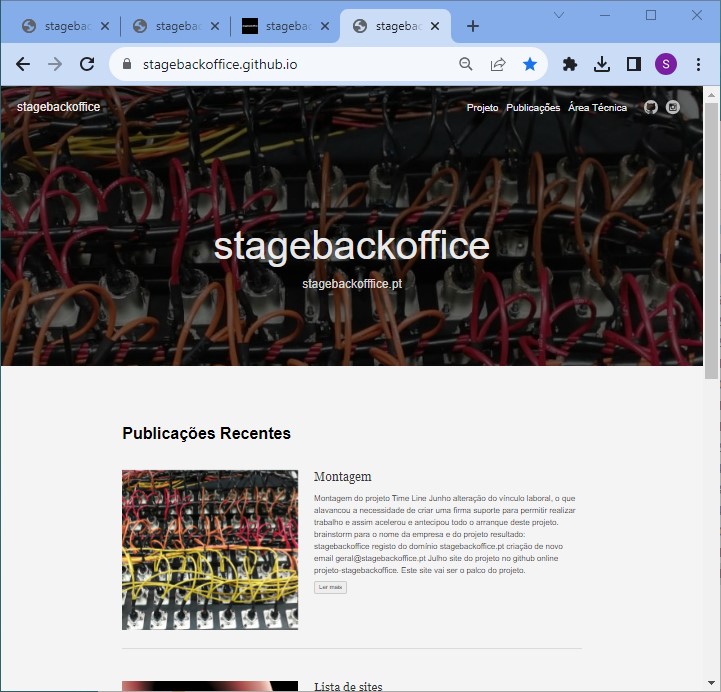 stageback
stageback
stageback
stageback
stagebackoffice.github.io
S
stagebackoffice
Projeto Publicações Área Técnica
stagebackoffice
stagebackofffice.pt
Publicações Recentes
Montagem
Montagem do projeto Time Line Junho alteração do vínculo laboral, o que
alavancou a necessidade de criar uma firma suporte para permitir realizar
trabalho e assim acelerou e antecipou todo o arranque deste projeto.
brainstorm para o nome da empresa e do projeto resultado:
stagebackoffice registo do domínio stagebackoffice.pt criação de novo
email geral@stagebackoffice.pt Julho site do projeto no github online
projeto-stagebackoffice. Este site vai ser o palco do projeto.
Ler mais
Lista de sites